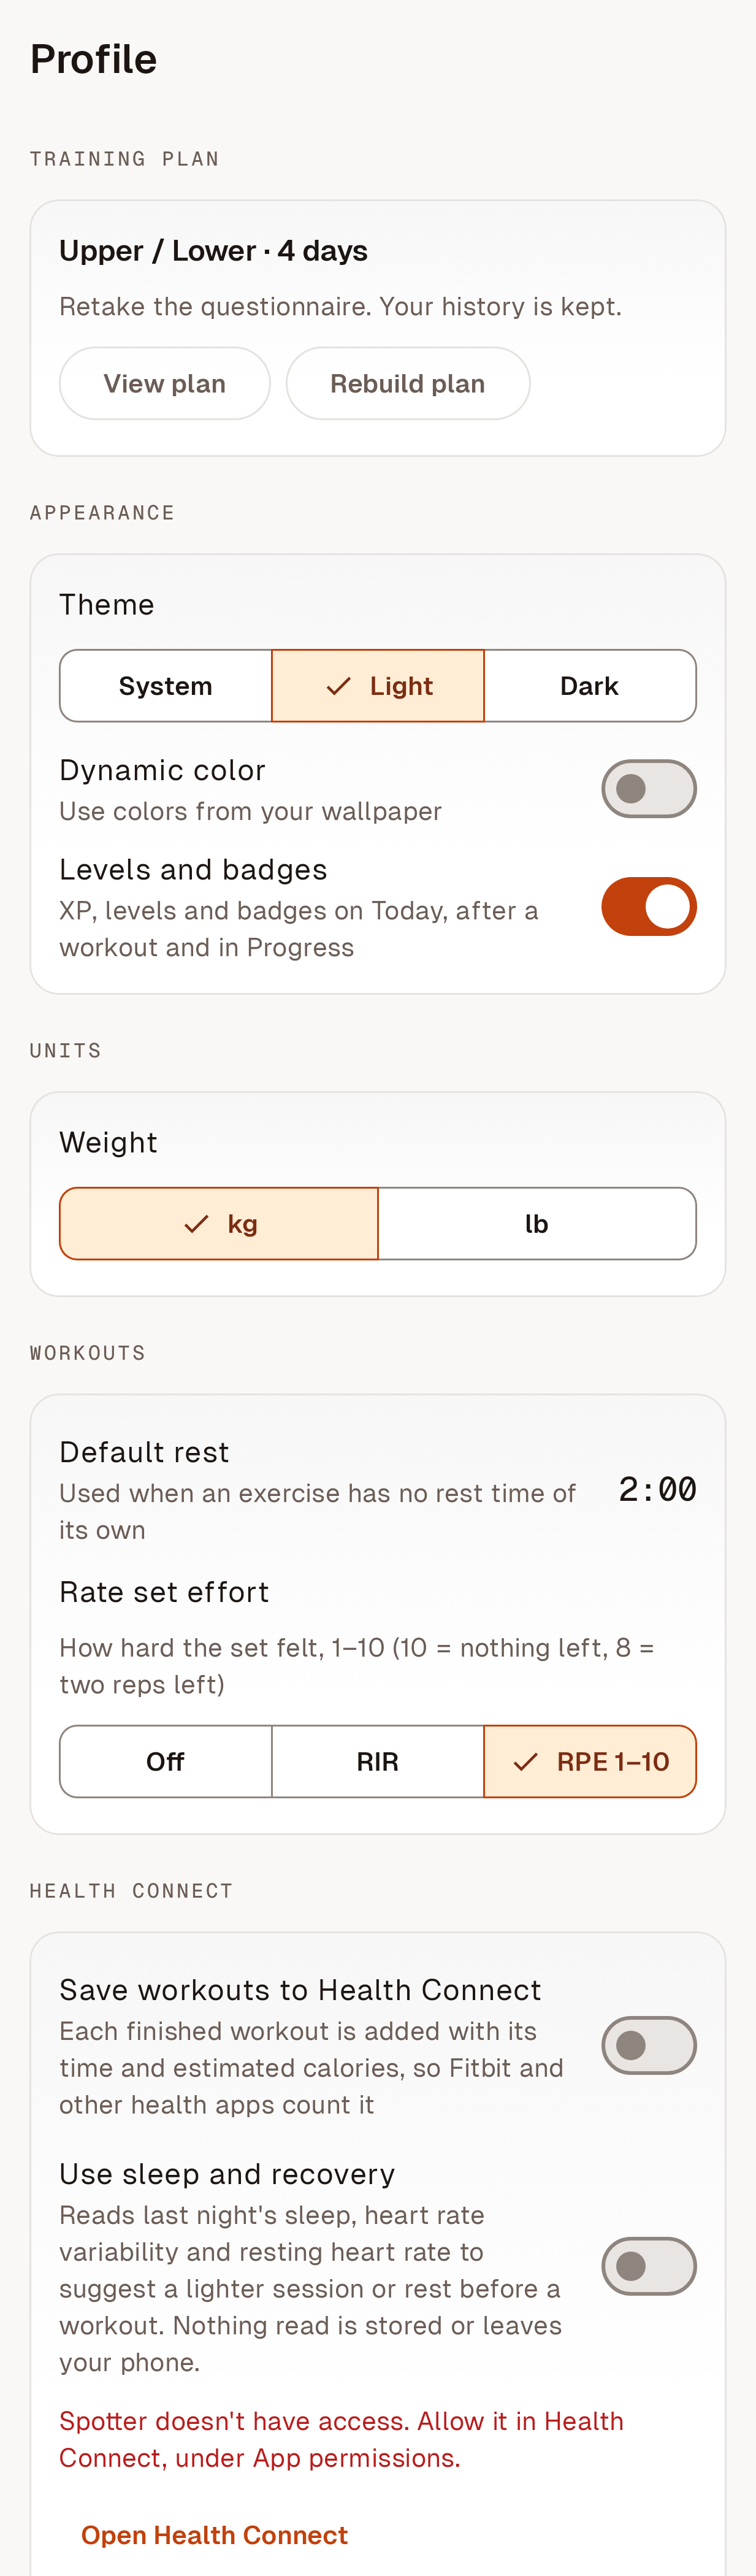 Profile
TRAINING PLAN
Upper / Lower · 4 days
Retake the questionnaire. Your history is kept.
View plan
Rebuild plan
APPEARANCE
Theme
System
Light
Dark
Dynamic color
Use colors from your wallpaper
Levels and badges
XP, levels and badges on Today, after a
workout and in Progress
UNITS
Weight
kg
lb
WORKOUTS
Default rest
Used when an exercise has no rest time of
its own
2:00
Rate set effort
How hard the set felt, 1–10 (10 = nothing left, 8 =
two reps left)
Off
RIR
RPE 1–10
HEALTH CONNECT
Save workouts to Health Connect
Each finished workout is added with its
time and estimated calories, so Fitbit and
other health apps count it
Use sleep and recovery
Reads last night's sleep, heart rate
variability and resting heart rate to
suggest a lighter session or rest before a
workout. Nothing read is stored or leaves
your phone.
Spotter doesn't have access. Allow it in Health
Connect, under App permissions.
Open Health Connect